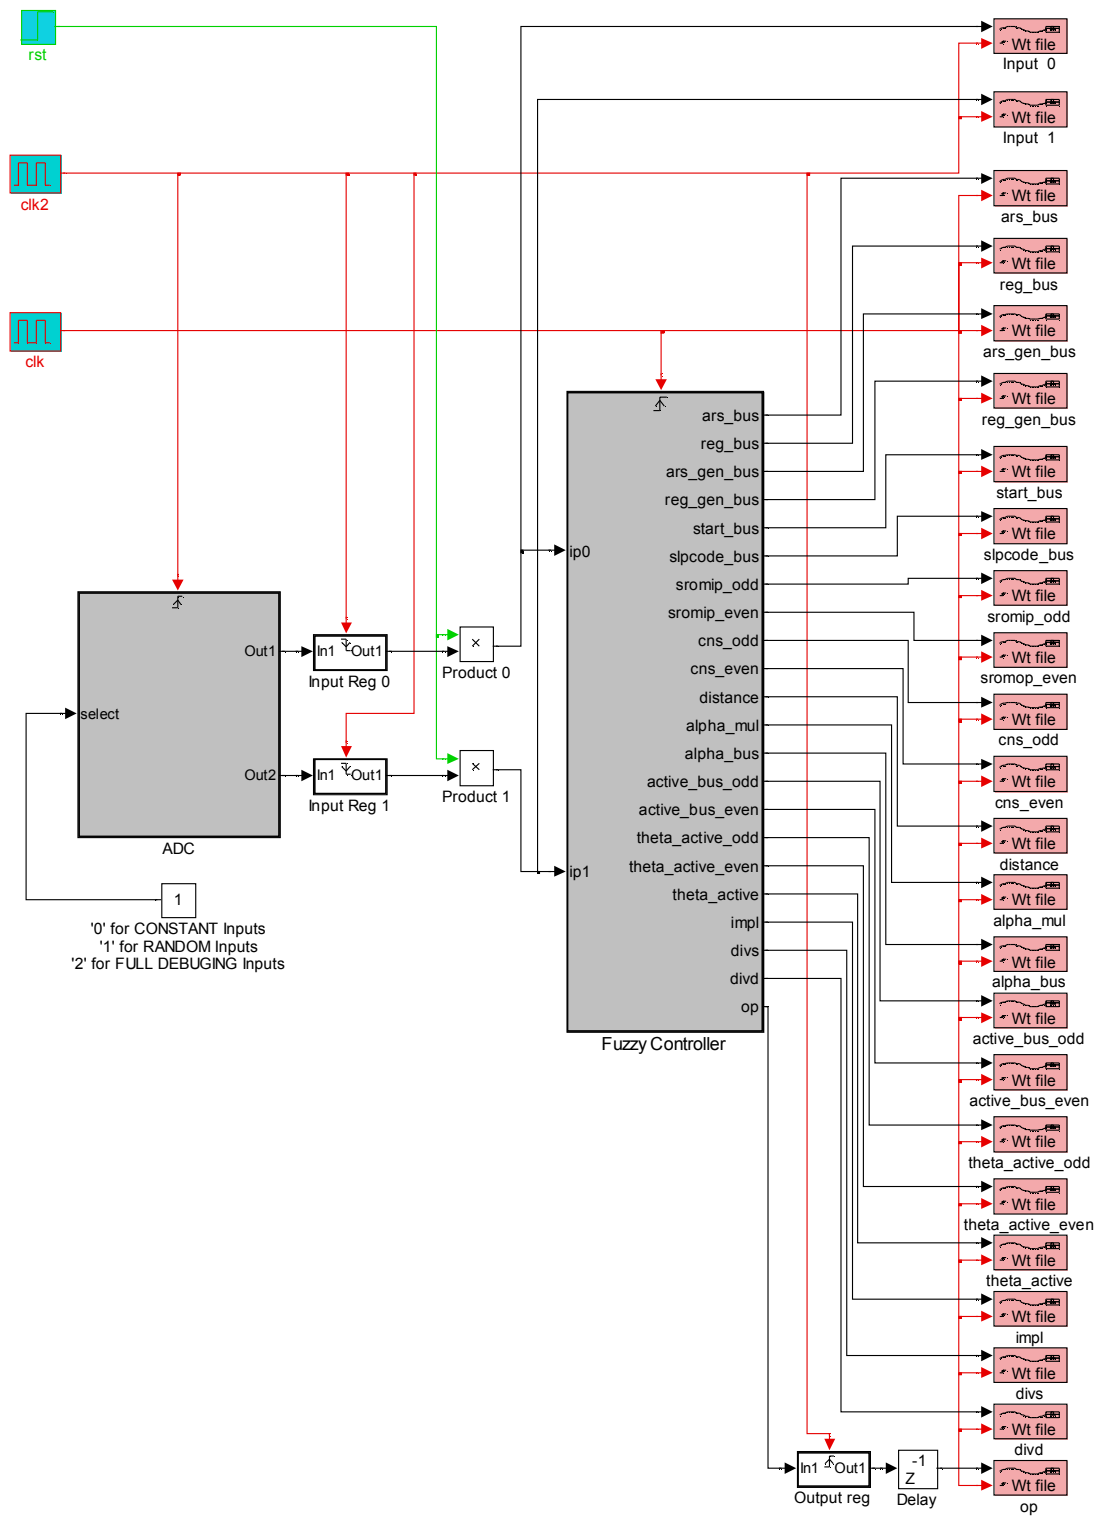 rst
Wt file
Input 0
Wt file
Input 1
clk2
Wt file
ars_bus
Wt file
reg_bus
clk
Wt file
ars_gen_bus
Wt file
reg_gen_bus
ars_bus
reg_bus
ars_gen_bus
reg_gen_bus
start_bus
slpcode_bus
sromip_odd
sromip_even
cns_odd
cns_even
distance
alpha_mul
alpha_bus
active_bus_odd
active_bus_even
theta_active_odd
theta_active_even
theta_active
impl
divs
divd
op
ip0
ip1
Fuzzy Controller
Wt file
start_bus
Wt file
slpcode_bus
Wt file
sromip_odd
Wt file
sromop_even
Wt file
cns_odd
Wt file
cns_even
Wt file
distance
Wt file
alpha_mul
Wt file
alpha_bus
Wt file
active_bus_odd
Wt file
active_bus_even
Wt file
theta_active_odd
Wt file
theta_active_even
Wt file
theta_active
Wt file
impl
Wt file
divs
Wt file
divd
Wt file
op
Out1
select
Out2
ADC
In1 Out1
Input Reg 0
In1 Out1
Input Reg 1
×
Product 0
×
Product 1
1
'0' for CONSTANT Inputs
'1' for RANDOM Inputs
'2' for FULL DEBUGING Inputs
In1 Out1
Output reg
-1
Z
Delay